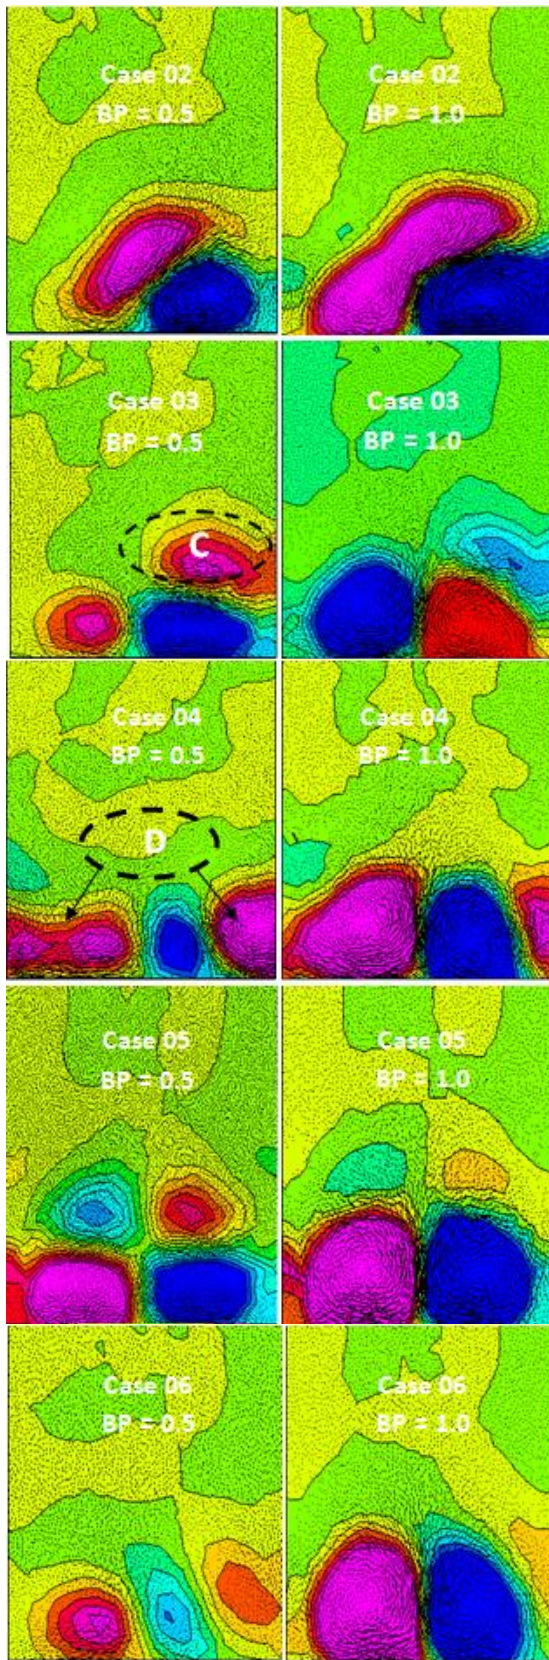 Case 02
BP = 0.5
Case 02
BP = 1.0
Case 03
BP = 0.5
C
Case 03
BP = 1.0
Case 04
BP = 0.5
D
Case 04
BP = 1.0
Case 05
BP = 0.5
Case 05
BP = 1.0
Case 06
BP = 0.5
Case 06
BP = 1.0